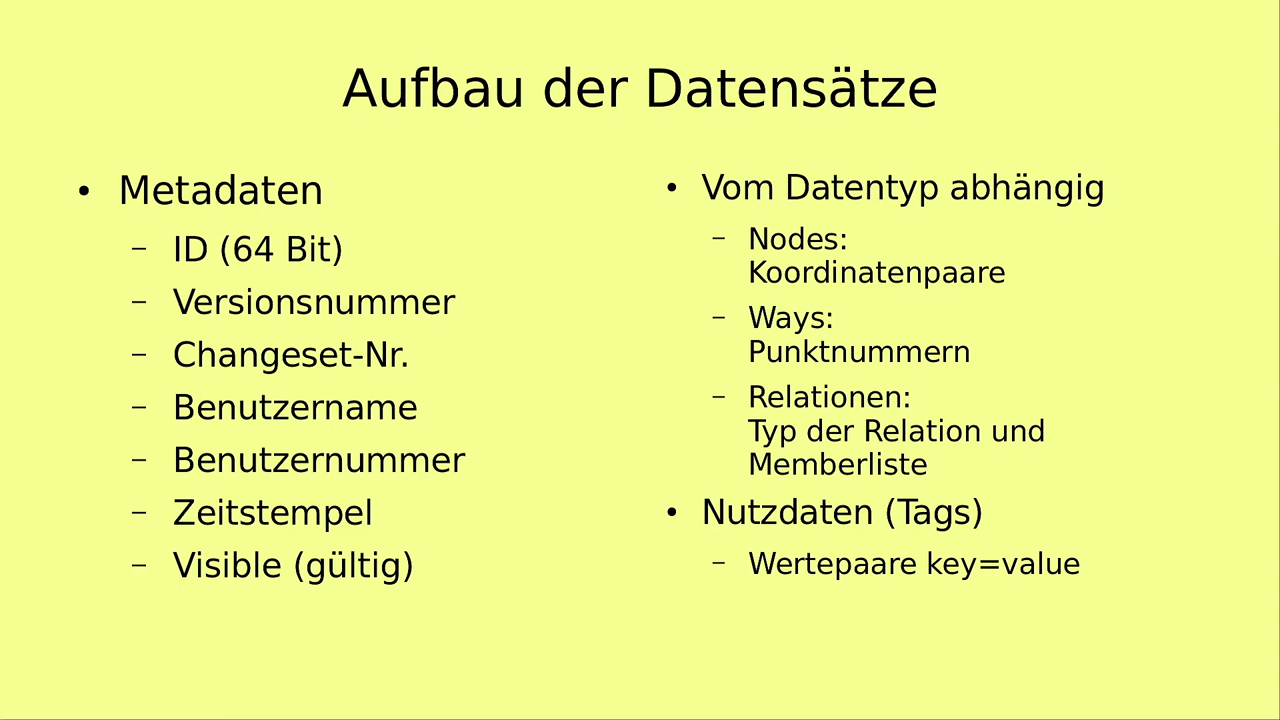 Aufbau der Datensätze
• Metadaten
– ID (64 Bit)
– Versionsnummer
– Changeset-Nr.
– Benutzername
– Benutzernummer
– Zeitstempel
– Visible (gültig)
• Vom Datentyp abhängig
– Nodes:
Koordinatenpaare
– Ways:
Punktnummern
– Relationen:
Typ der Relation und
Memberliste
• Nutzdaten (Tags)
– Wertepaare key=value